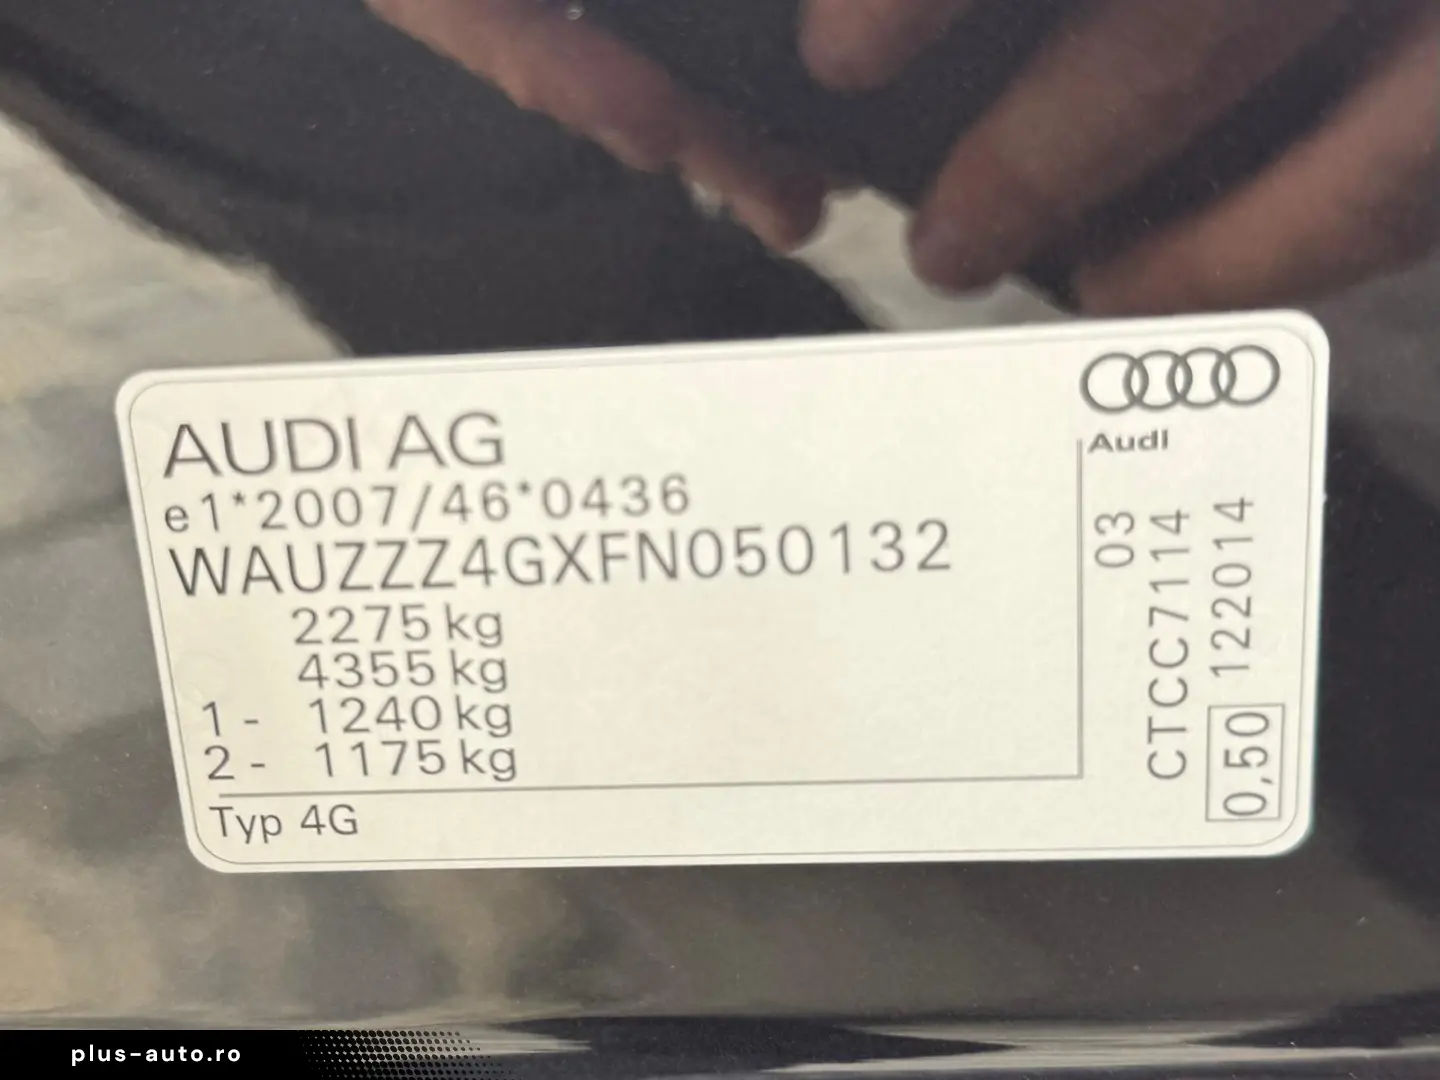 AUDI AG
e1*2007/46*0436
WAUZZZ4GXFN050132
2275 kg
4355 kg
1 - 1240 kg
2 - 1175 kg
Typ 4G
Audi
03
CTCC7114
122014
0,50
plus-auto.ro